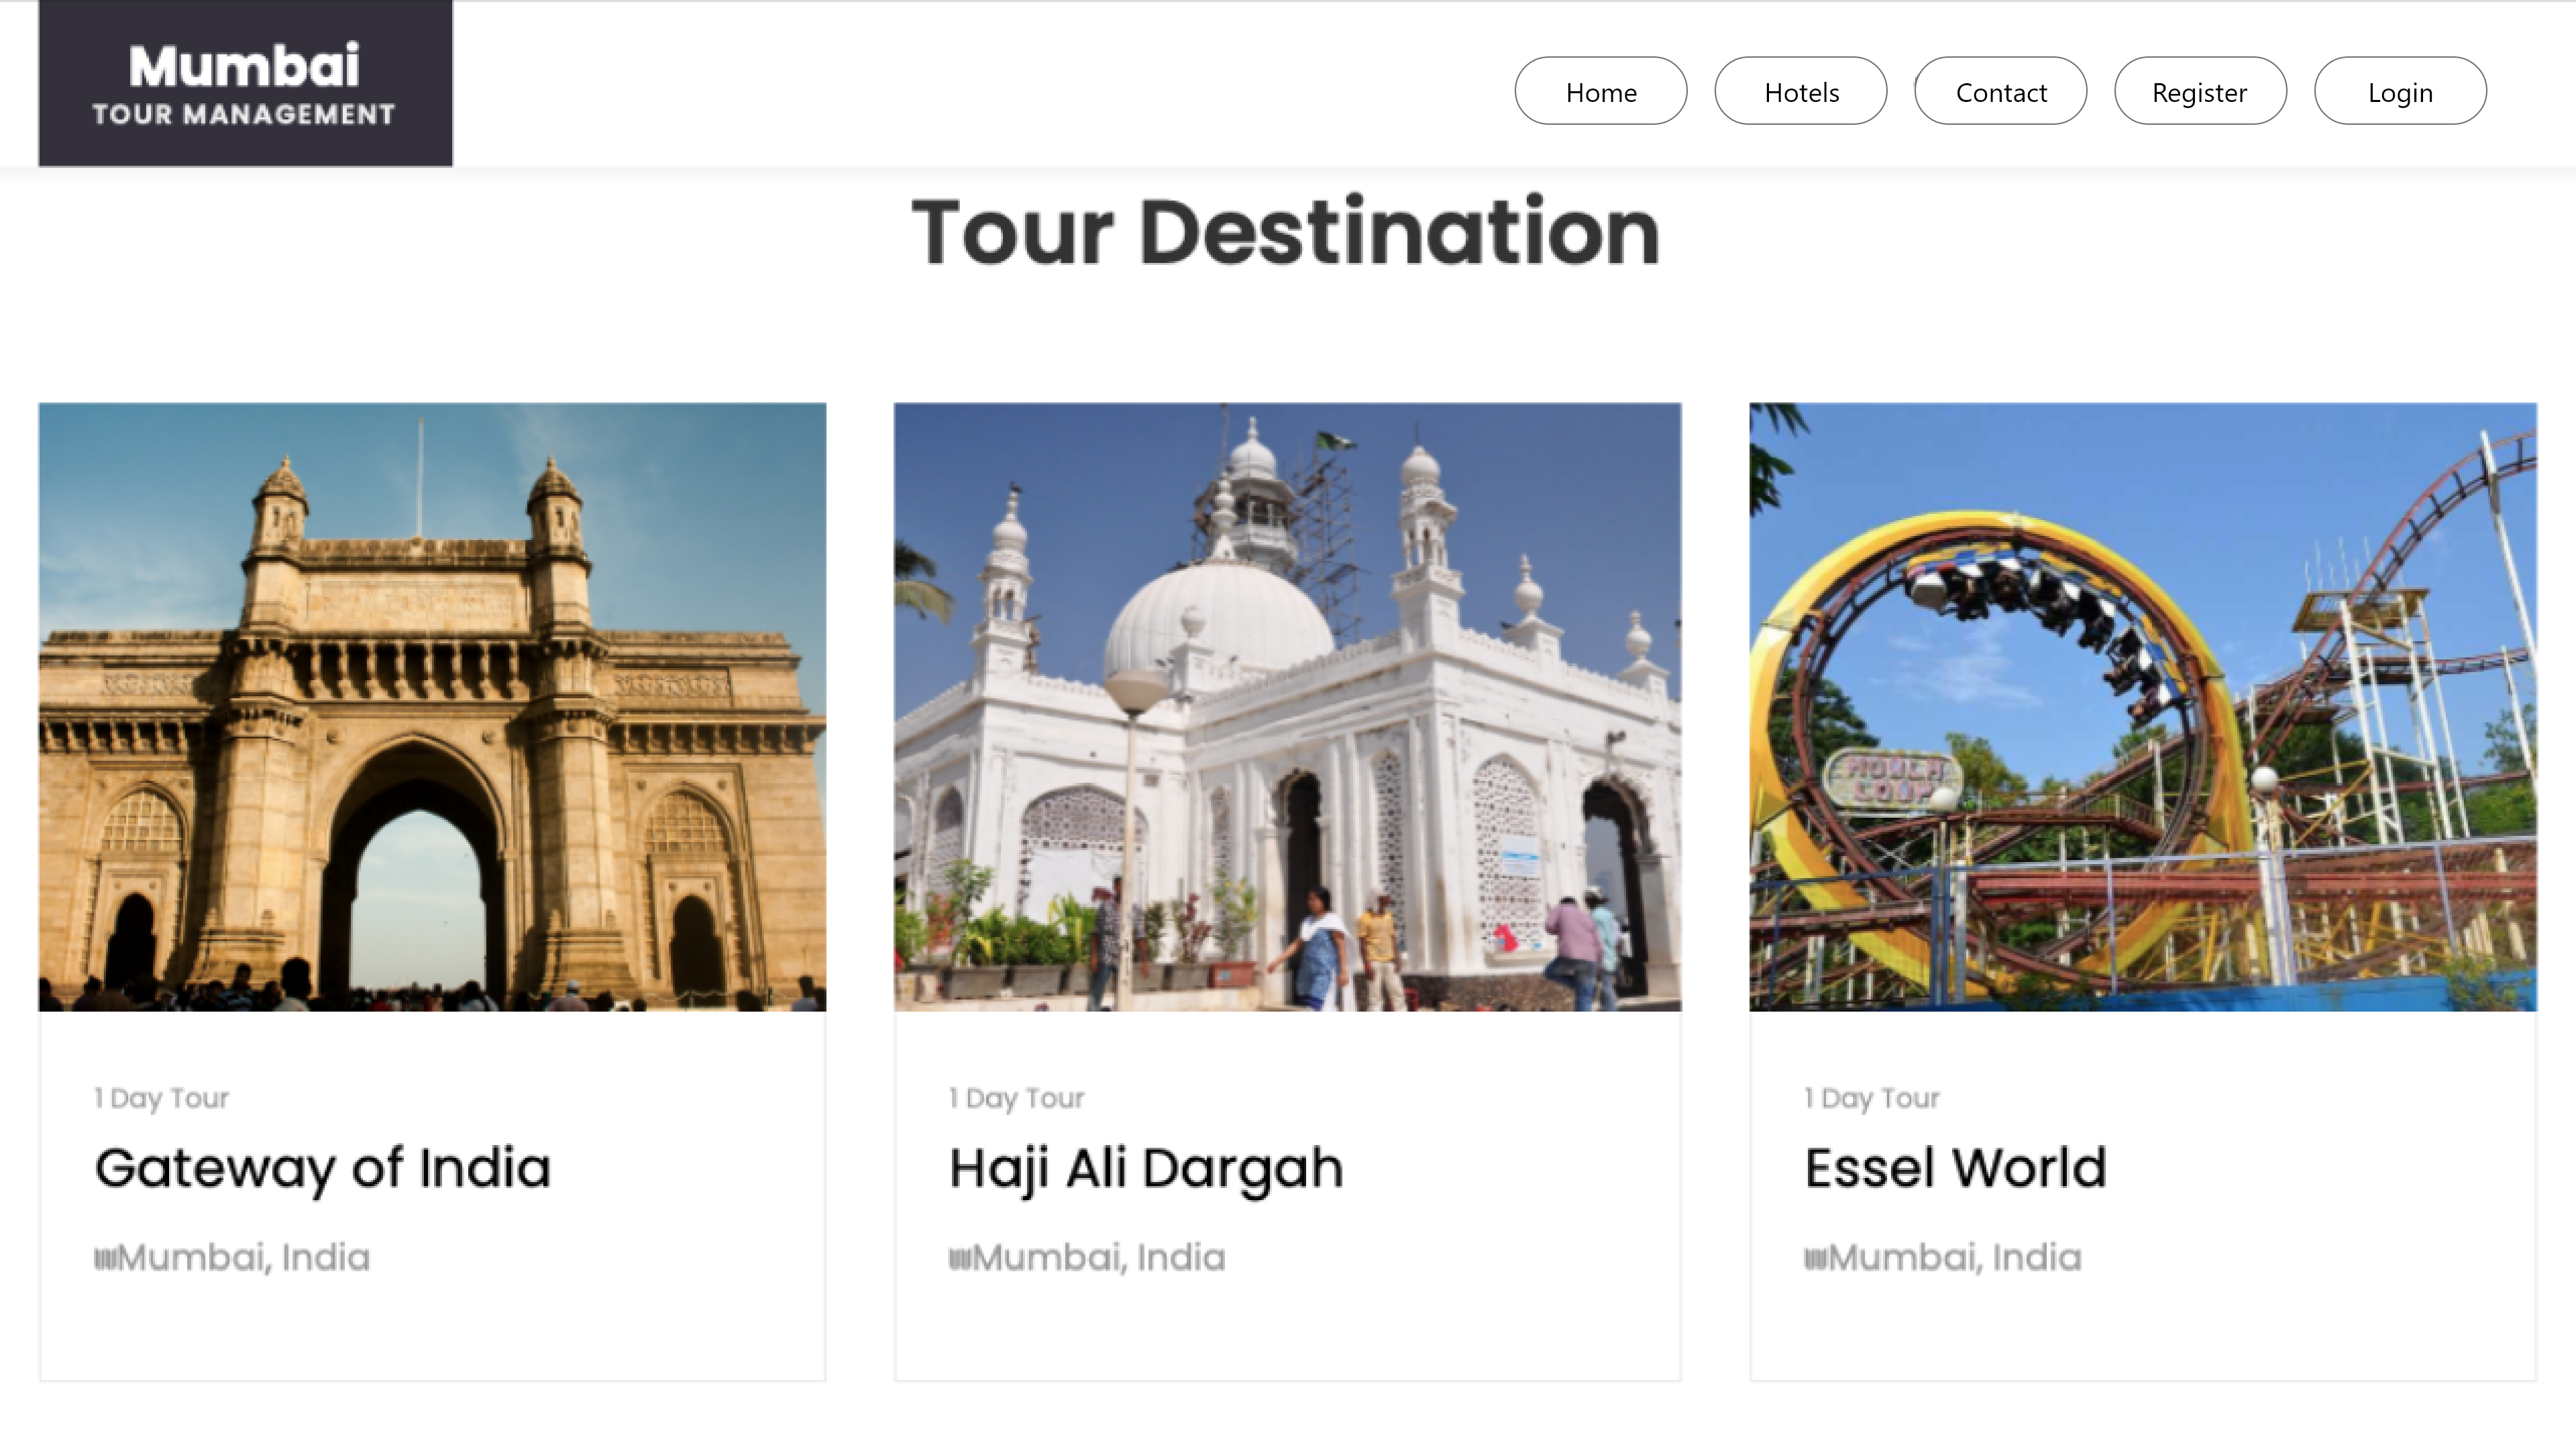 Mumbai
TOUR MANAGEMENT
Home
Hotels
Contact
Register
Login
Tour Destination
1 Day Tour
Gateway of India
Mumbai, India
1 Day Tour
Haji Ali Dargah
Mumbai, India
1 Day Tour
Essel World
Mumbai, India